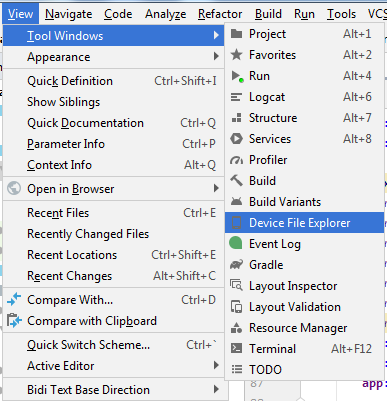 View Navigate Code Analyze Refactor Build Run Tools VCS
Tool Windows
Appearance
Quick Definition Ctrl+Shift+I
Show Siblings
Quick Documentation Ctrl+Q
Parameter Info Ctrl+P
Context Info Alt+Q
Open in Browser
Recent Files Ctrl+E
Recently Changed Files
Recent Locations Ctrl+Shift+E
Recent Changes Alt+Shift+C
Compare With... Ctrl+D
Compare with Clipboard
Quick Switch Scheme... Ctrl+`
Active Editor
Bidi Text Base Direction
Project Alt+1
Favorites Alt+2
Run Alt+4
Logcat Alt+6
Structure Alt+7
Services Alt+8
Profiler
Build
Build Variants
Device File Explorer
Event Log
Gradle
Layout Inspector
Layout Validation
Resource Manager
Terminal Alt+F12
TODO
87 app: